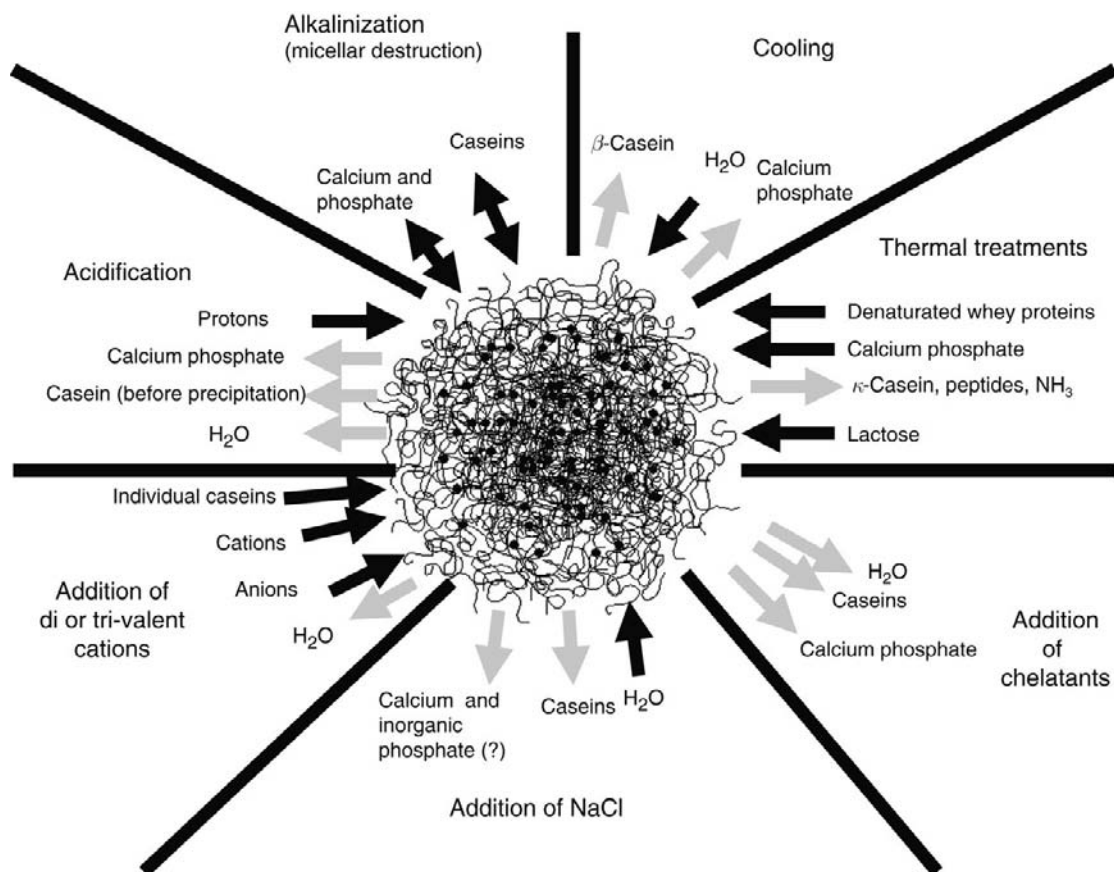 Alkalinization
(micellar destruction)
Cooling
Caseins
Calcium and
phosphate
β-Casein
H₂O
Calcium
phosphate
Acidification
Protons
Calcium phosphate
Casein (before precipitation)
H₂O
Thermal treatments
Denaturated whey proteins
Calcium phosphate
κ-Casein, peptides, NH₃
Lactose
Individual caseins
Cations
Anions
H₂O
Addition of
di or tri-valent
cations
Calcium and
inorganic
phosphate (?)
Caseins
H₂O
Addition of NaCl
H₂O
Caseins
Calcium phosphate
Addition
of
chelatants